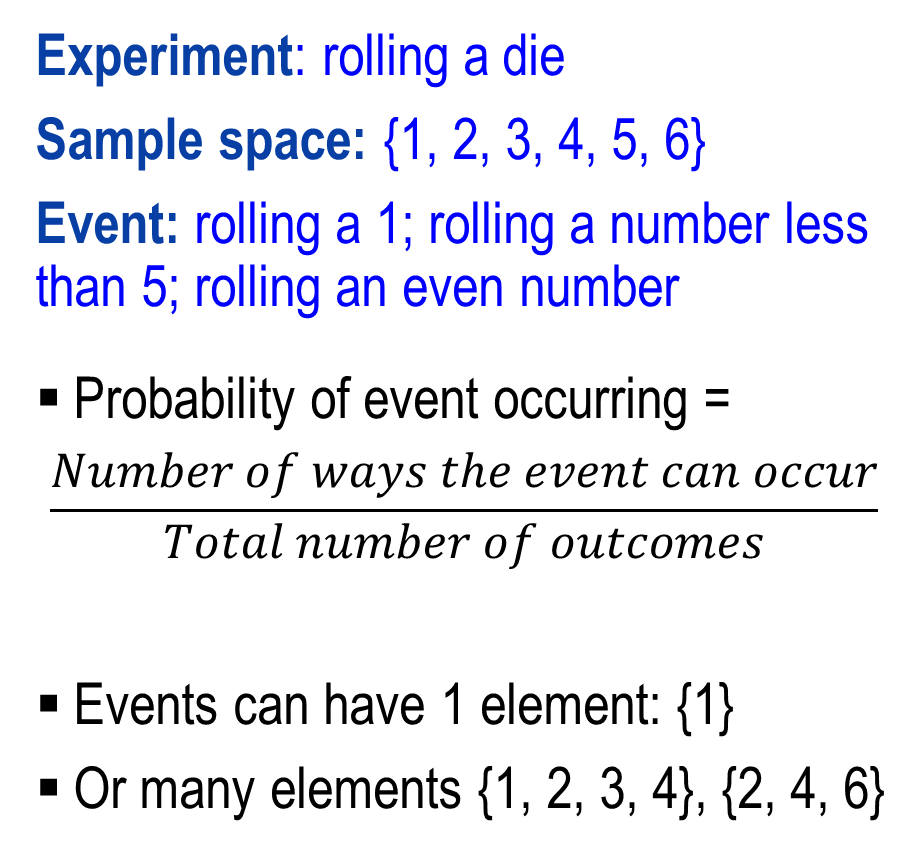 Experiment: rolling a die
Sample space: {1, 2, 3, 4, 5, 6}
Event: rolling a 1; rolling a number less
than 5; rolling an even number
▪ Probability of event occurring =
Number of ways the event can occur
Total number of outcomes
▪ Events can have 1 element: {1}
▪ Or many elements {1, 2, 3, 4}, {2, 4, 6}